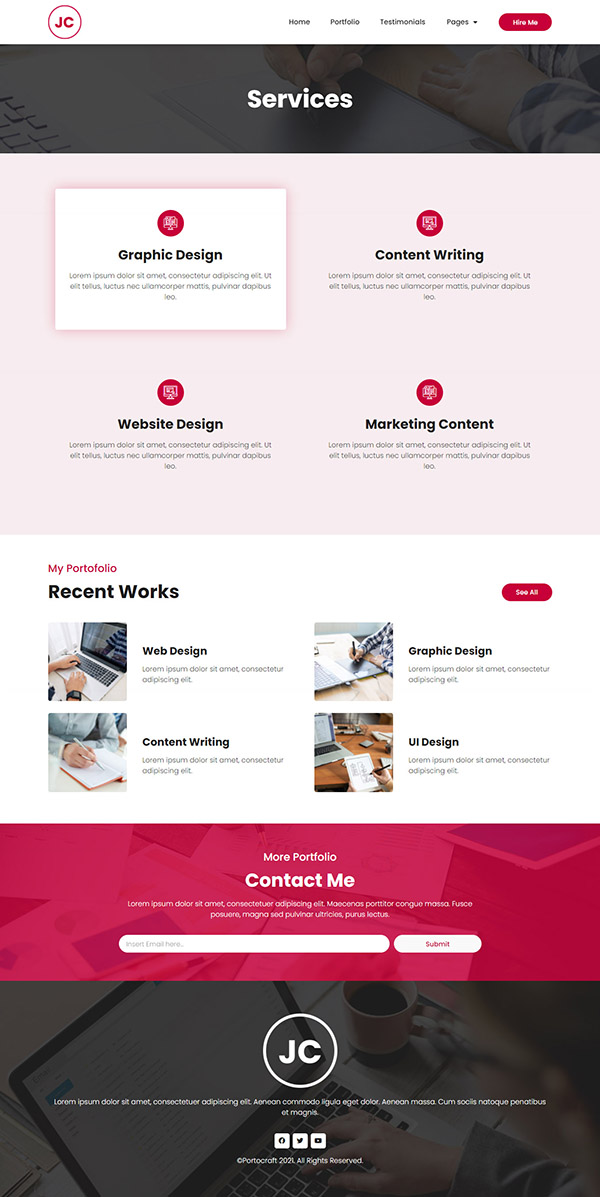 JC
Home Portfolio Testimonials Pages Hire Me
Services
Graphic Design
Lorem ipsum dolor sit amet, consectetur adipiscing elit. Ut
elit tellus, luctus nec ullamcorper mattis, pulvinar dapibus
leo.
Content Writing
Lorem ipsum dolor sit amet, consectetur adipiscing elit. Ut
elit tellus, luctus nec ullamcorper mattis, pulvinar dapibus
leo.
Website Design
Lorem ipsum dolor sit amet, consectetur adipiscing elit. Ut
elit tellus, luctus nec ullamcorper mattis, pulvinar dapibus
leo.
Marketing Content
Lorem ipsum dolor sit amet, consectetur adipiscing elit. Ut
elit tellus, luctus nec ullamcorper mattis, pulvinar dapibus
leo.
My Portofolio
Recent Works
See All
Web Design
Lorem ipsum dolor sit amet, consectetur
adipiscing elit.
Graphic Design
Lorem ipsum dolor sit amet, consectetur
adipiscing elit.
Content Writing
Lorem ipsum dolor sit amet, consectetur
adipiscing elit.
UI Design
Lorem ipsum dolor sit amet, consectetur
adipiscing elit.
More Portfolio
Contact Me
Lorem ipsum dolor sit amet, consectetuer adipiscing elit. Maecenas porttitor congue massa. Fusce
posuere, magna sed pulvinar ultricies, purus lectus.
Insert Email here..
Submit
JC
Lorem ipsum dolor sit amet, consectetuer adipiscing elit. Aenean commodo ligula eget dolor. Aenean massa. Cum sociis natoque penatibus
et magnis.
©Portocraft 2021. All Rights Reserved.